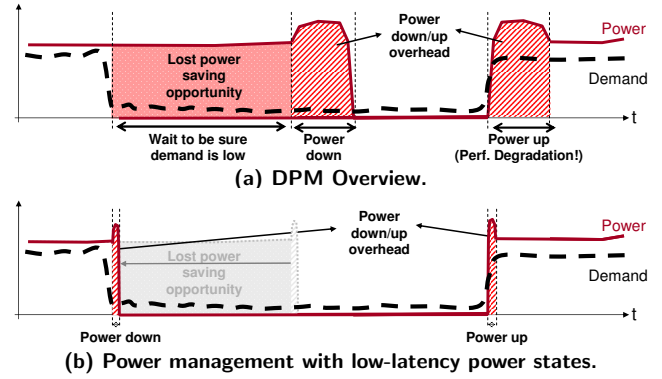 Power
down/up
overhead
Power
Lost power
saving
opportunity
Demand
t
Wait to be sure
demand is low
Power
down
Power up
(Perf. Degradation!)
(a) DPM Overview.
Power
down/up
overhead
Power
Lost power
saving
opportunity
Demand
t
Power down
Power up
(b) Power management with low-latency power states.